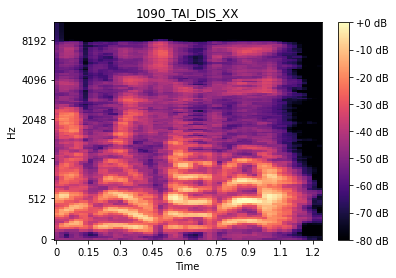 1090_TAI_DIS_XX
8192
4096
2048
1024
512
0
Hz
0 0.15 0.3 0.45 0.6 0.75 0.9 1.1 1.2
Time
+0 dB
-10 dB
-20 dB
-30 dB
-40 dB
-50 dB
-60 dB
-70 dB
-80 dB